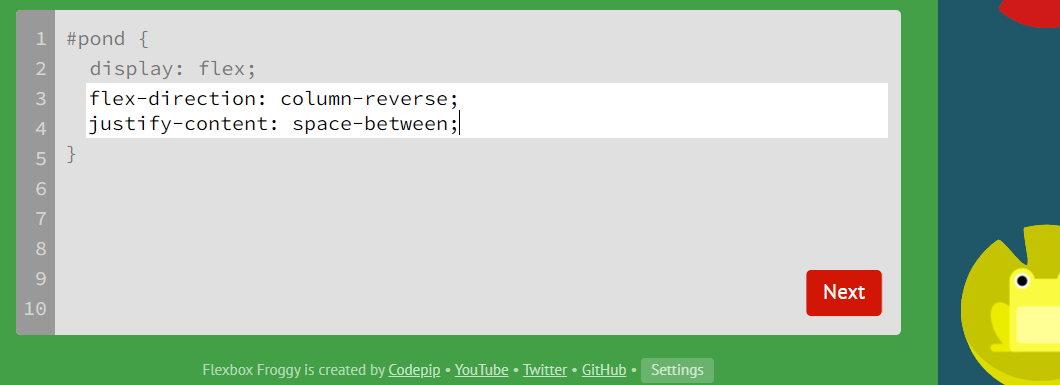 1 #pond {
2   display: flex;
3   flex-direction: column-reverse;
4   justify-content: space-between;
5 }
6
7
8
9
10
Next
Flexbox Froggy is created by Codepip • YouTube • Twitter • GitHub • Settings